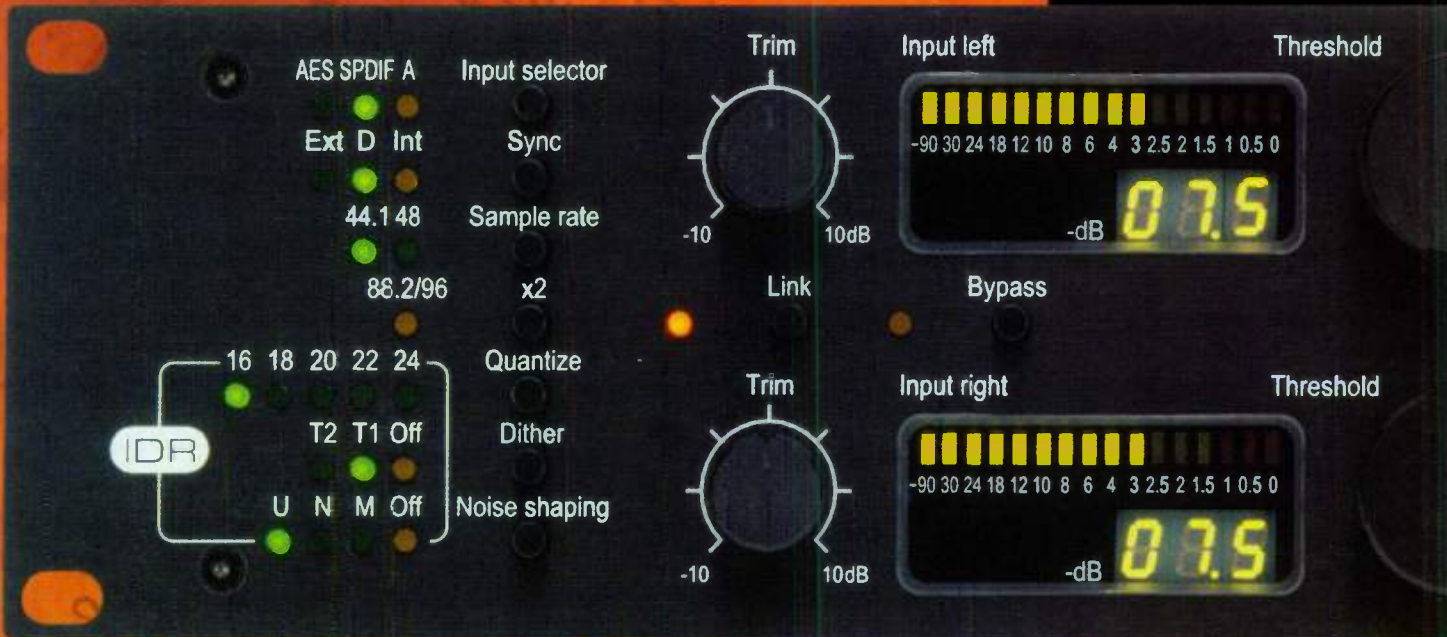 AES SPDIF A Input selector
Ext D Int Sync
44.1 48 Sample rate
88.2/96 x2
16 18 20 22 24 Quantize
IDR
T2 T1 Off Dither
U N M Off Noise shaping
Trim
-10 10dB
Link
Bypass
Trim
-10 10dB
Input left Threshold
-90 30 24 18 12 10 8 6 4 3 2.5 2 1.5 1 0.5 0
-dB 07.5
Input right Threshold
-90 30 24 18 12 10 8 6 4 3 2.5 2 1.5 1 0.5 0
-dB 07.5